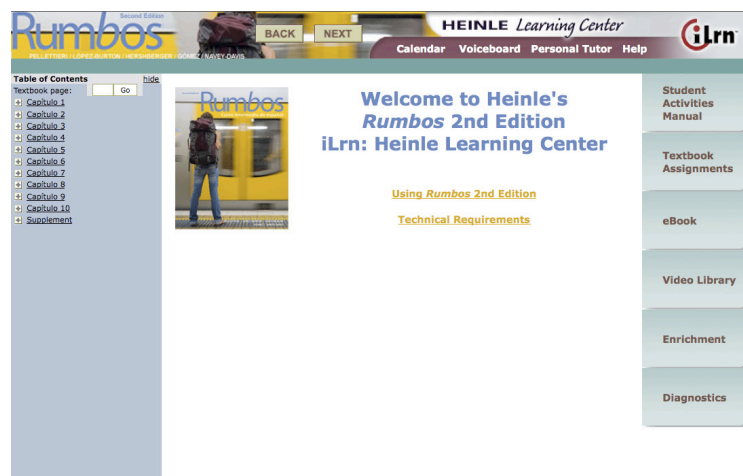 Second Edition
Rumbos
PELLETTIERI / LÓPEZ-BURTON / HERSHBERGER / GÓMEZ / NAVEY-DAVIS
BACK NEXT
HEINLE Learning Center
iLrn
Calendar Voiceboard Personal Tutor Help
Table of Contents hide
Textbook page: Go
Capítulo 1
Capítulo 2
Capítulo 3
Capítulo 4
Capítulo 5
Capítulo 6
Capítulo 7
Capítulo 8
Capítulo 9
Capítulo 10
Supplement
Rumbos
Welcome to Heinle's
Rumbos 2nd Edition
iLrn: Heinle Learning Center
Using Rumbos 2nd Edition
Technical Requirements
Student
Activities
Manual
Textbook
Assignments
eBook
Video Library
Enrichment
Diagnostics